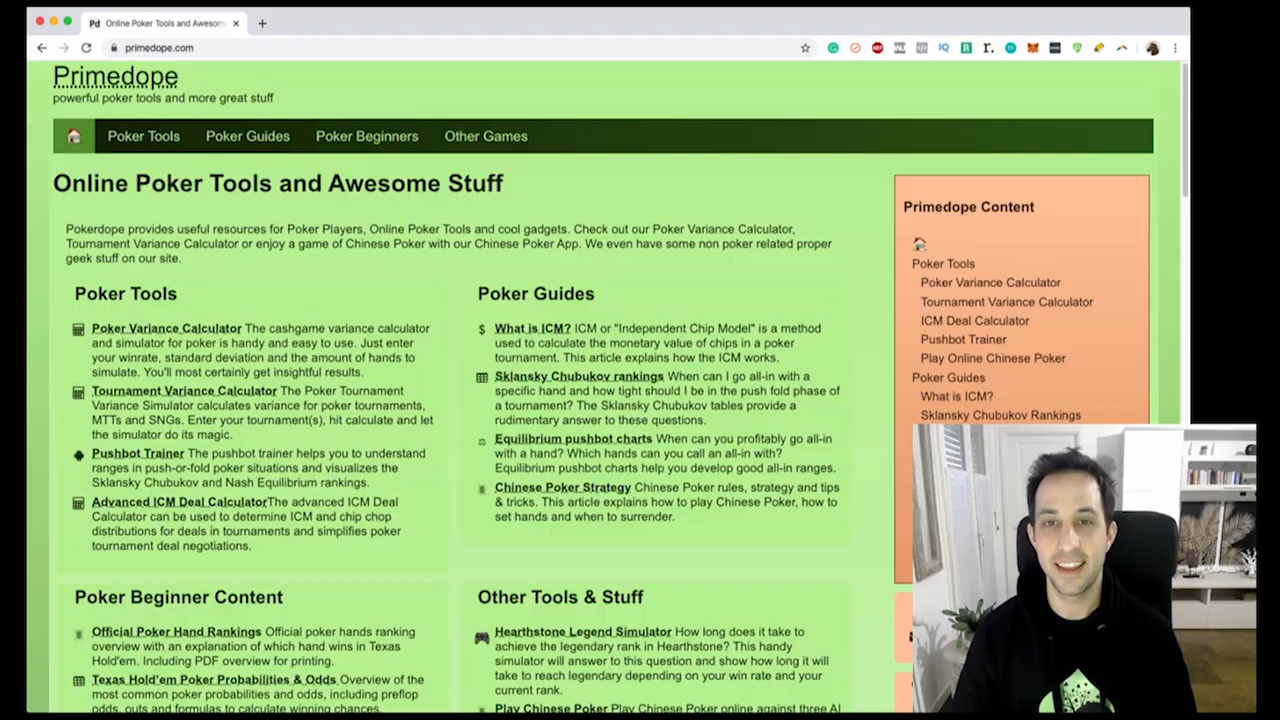 Pd Online Poker Tools and Awesom
primedope.com
Primedope
powerful poker tools and more great stuff
Poker Tools Poker Guides Poker Beginners Other Games
Online Poker Tools and Awesome Stuff
Pokerdope provides useful resources for Poker Players, Online Poker Tools and cool gadgets. Check out our Poker Variance Calculator,
Tournament Variance Calculator or enjoy a game of Chinese Poker with our Chinese Poker App. We even have some non poker related proper
geek stuff on our site.
Poker Tools
Poker Variance Calculator The cashgame variance calculator
and simulator for poker is handy and easy to use. Just enter
your winrate, standard deviation and the amount of hands to
simulate. You'll most certainly get insightful results.
Tournament Variance Calculator The Poker Tournament
Variance Simulator calculates variance for poker tournaments,
MTTs and SNGs. Enter your tournament(s), hit calculate and let
the simulator do its magic.
Pushbot Trainer The pushbot trainer helps you to understand
ranges in push-or-fold poker situations and visualizes the
Sklansky Chubukov and Nash Equilibrium rankings.
Advanced ICM Deal CalculatorThe advanced ICM Deal
Calculator can be used to determine ICM and chip chop
distributions for deals in tournaments and simplifies poker
tournament deal negotiations.
Poker Guides
$ What is ICM? ICM or "Independent Chip Model" is a method
used to calculate the monetary value of chips in a poker
tournament. This article explains how the ICM works.
Sklansky Chubukov rankings When can I go all-in with a
specific hand and how tight should I be in the push fold phase of
a tournament? The Sklansky Chubukov tables provide a
rudimentary answer to these questions.
Equilibrium pushbot charts When can you profitably go all-in
with a hand? Which hands can you call an all-in with?
Equilibrium pushbot charts help you develop good all-in ranges.
Chinese Poker Strategy Chinese Poker rules, strategy and tips
& tricks. This article explains how to play Chinese Poker, how to
set hands and when to surrender.
Poker Beginner Content
Official Poker Hand Rankings Official poker hands ranking
overview with an explanation of which hand wins in Texas
Hold'em. Including PDF overview for printing.
Texas Hold'em Poker Probabilities & Odds Overview of the
most common poker probabilities and odds, including preflop
odds, outs and formulas to calculate winning chances.
Other Tools & Stuff
Hearthstone Legend Simulator How long does it take to
achieve the legendary rank in Hearthstone? This handy
simulator will answer to this question and show how long it will
take to reach legendary depending on your win rate and your
current rank.
Play Chinese Poker Play Chinese Poker online against three AI
Primedope Content
Poker Tools
Poker Variance Calculator
Tournament Variance Calculator
ICM Deal Calculator
Pushbot Trainer
Play Online Chinese Poker
Poker Guides
What is ICM?
Sklansky Chubukov Rankings